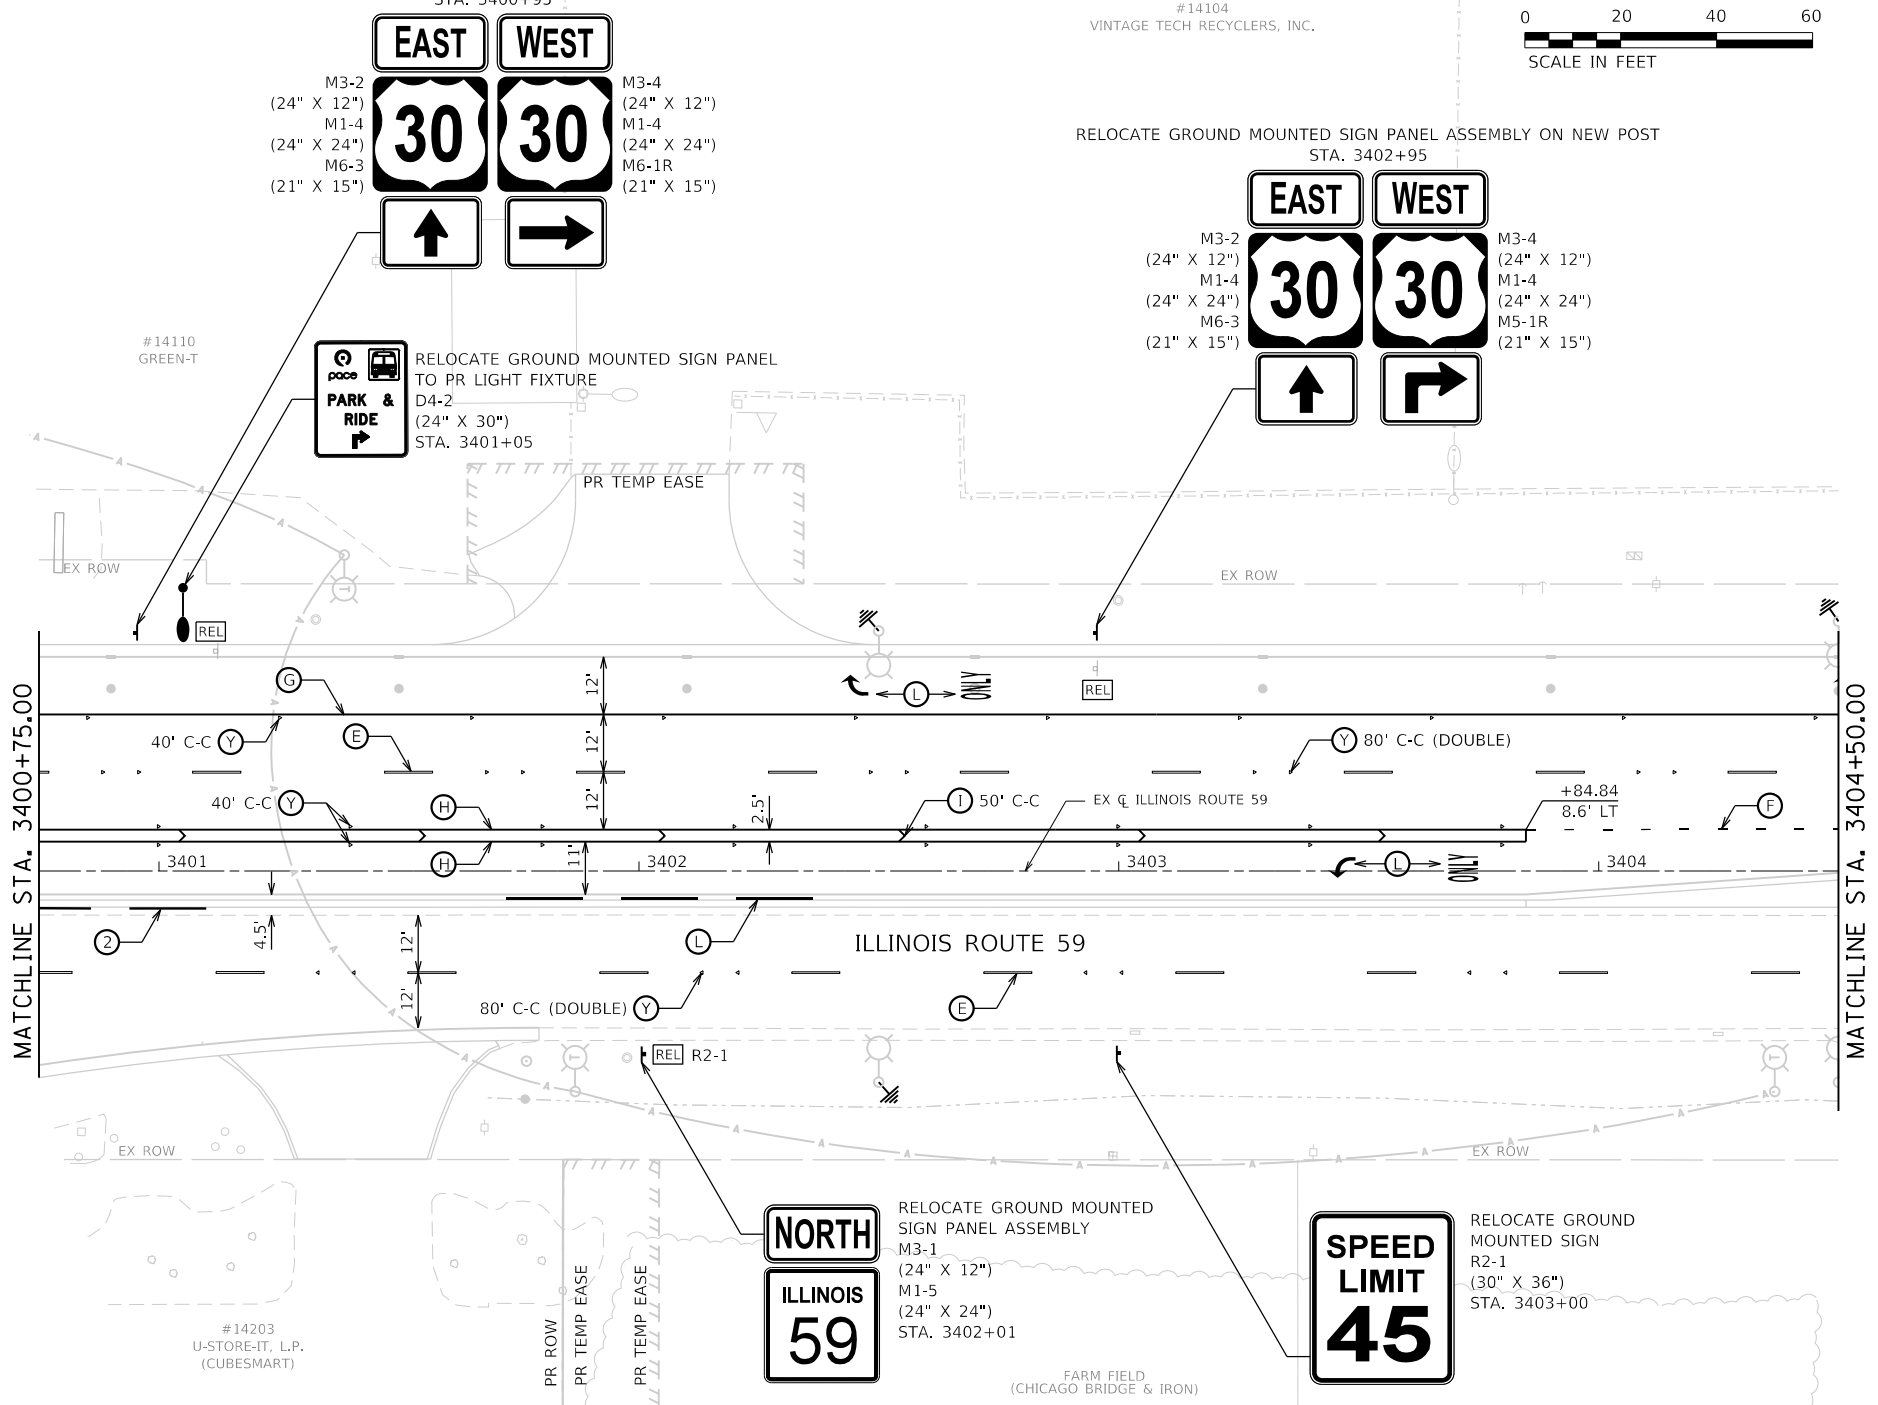 STA. 3400+95
#14104
VINTAGE TECH RECYCLERS, INC.
0 20 40 60
SCALE IN FEET
EAST WEST
30 30
M3-2
(24" X 12")
M1-4
(24" X 24")
M6-3
(21" X 15")
M3-4
(24" X 12")
M1-4
(24" X 24")
M6-1R
(21" X 15")
RELOCATE GROUND MOUNTED SIGN PANEL ASSEMBLY ON NEW POST
STA. 3402+95
EAST WEST
30 30
M3-2
(24" X 12")
M1-4
(24" X 24")
M6-3
(21" X 15")
M3-4
(24" X 12")
M1-4
(24" X 24")
M5-1R
(21" X 15")
#14110
GREEN-T
pace
PARK &
RIDE
RELOCATE GROUND MOUNTED SIGN PANEL
TO PR LIGHT FIXTURE
D4-2
(24" X 30")
STA. 3401+05
PR TEMP EASE
EX ROW
EX ROW
REL
REL
MATCHLINE STA. 3400+75.00
MATCHLINE STA. 3404+50.00
G
12'
L
ONLY
40' C-C Y
E
12'
Y 80' C-C (DOUBLE)
40' C-C Y
H
12'
2.5'
I 50' C-C
EX ℄ ILLINOIS ROUTE 59
+84.84
8.6' LT
F
3401
H
11'
3402
3403
L
ONLY
3404
2
4.5'
12'
L
ILLINOIS ROUTE 59
12'
80' C-C (DOUBLE) Y
E
REL R2-1
T
T
T
A
EX ROW
EX ROW
NORTH
ILLINOIS
59
RELOCATE GROUND MOUNTED
SIGN PANEL ASSEMBLY
M3-1
(24" X 12")
M1-5
(24" X 24")
STA. 3402+01
SPEED
LIMIT
45
RELOCATE GROUND
MOUNTED SIGN
R2-1
(30" X 36")
STA. 3403+00
PR ROW
PR TEMP EASE
PR TEMP EASE
#14203
U-STORE-IT, L.P.
(CUBESMART)
FARM FIELD
(CHICAGO BRIDGE & IRON)